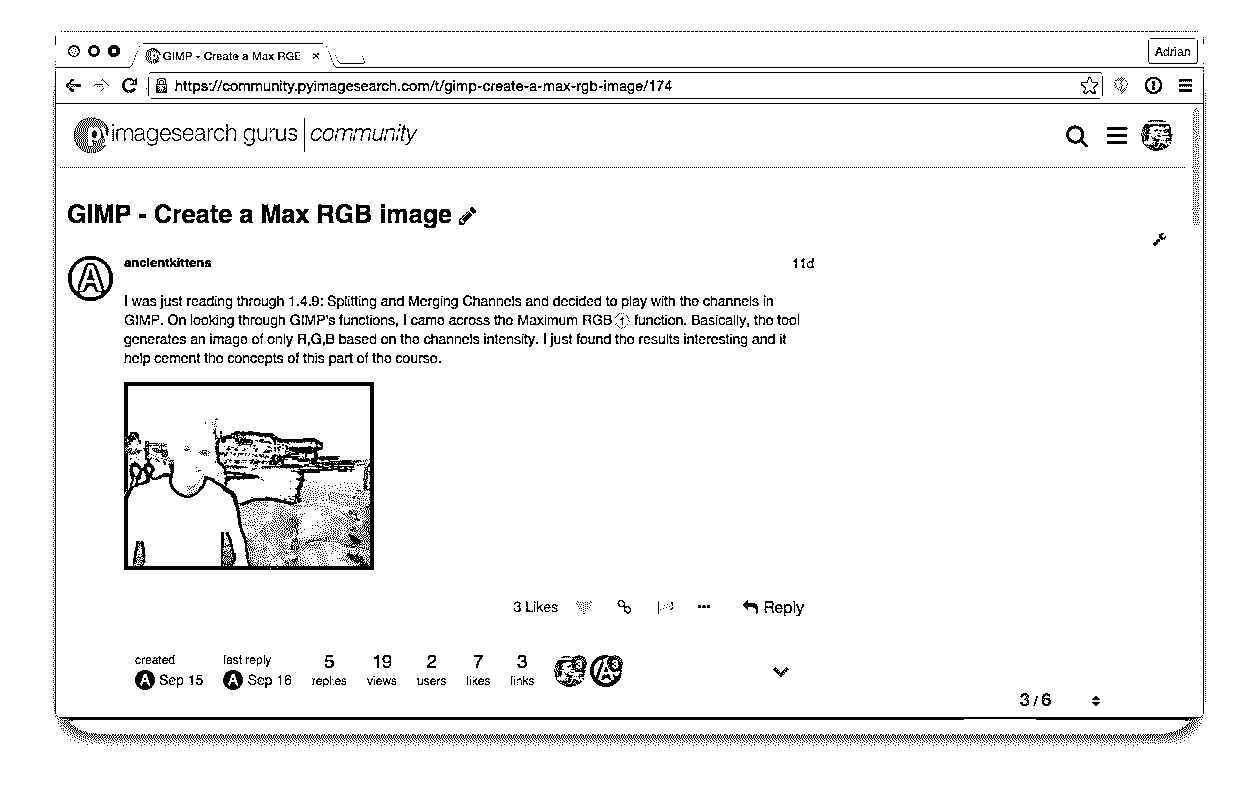 GIMP - Create a Max RGE
Adrian
https://community.pyimagesearch.com/t/gimp-create-a-max-rgb-image/174
imagesearch gurus | community
GIMP - Create a Max RGB image
ancientkittens 11d
I was just reading through 1.4.9: Splitting and Merging Channels and decided to play with the channels in
GIMP. On looking through GIMP's functions, I came across the Maximum RGB 1 function. Basically, the tool
generates an image of only R,G,B based on the channels intensity. I just found the results interesting and it
help cement the concepts of this part of the course.
3 Likes Reply
created last reply 5 19 2 7 3
A Sep 15 A Sep 16 replies views users likes links
3 / 6